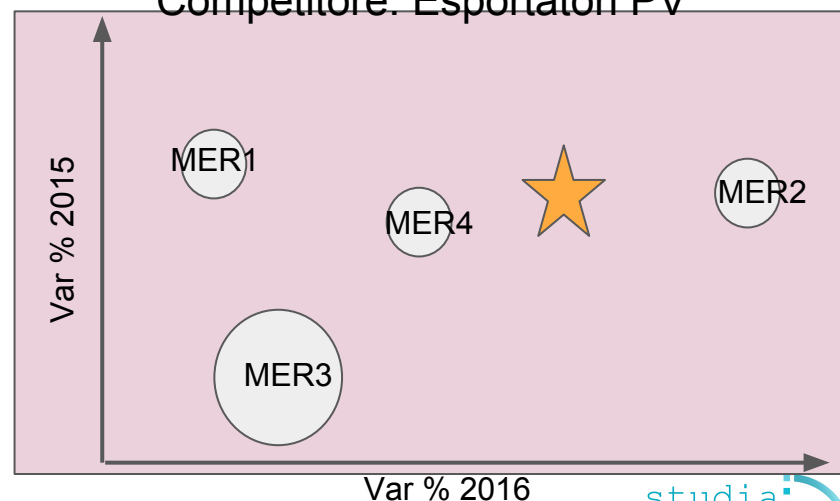 Competitore: Esportatori PV
Var % 2015
MER1
MER2
MER4
MER3
Var % 2016
studia